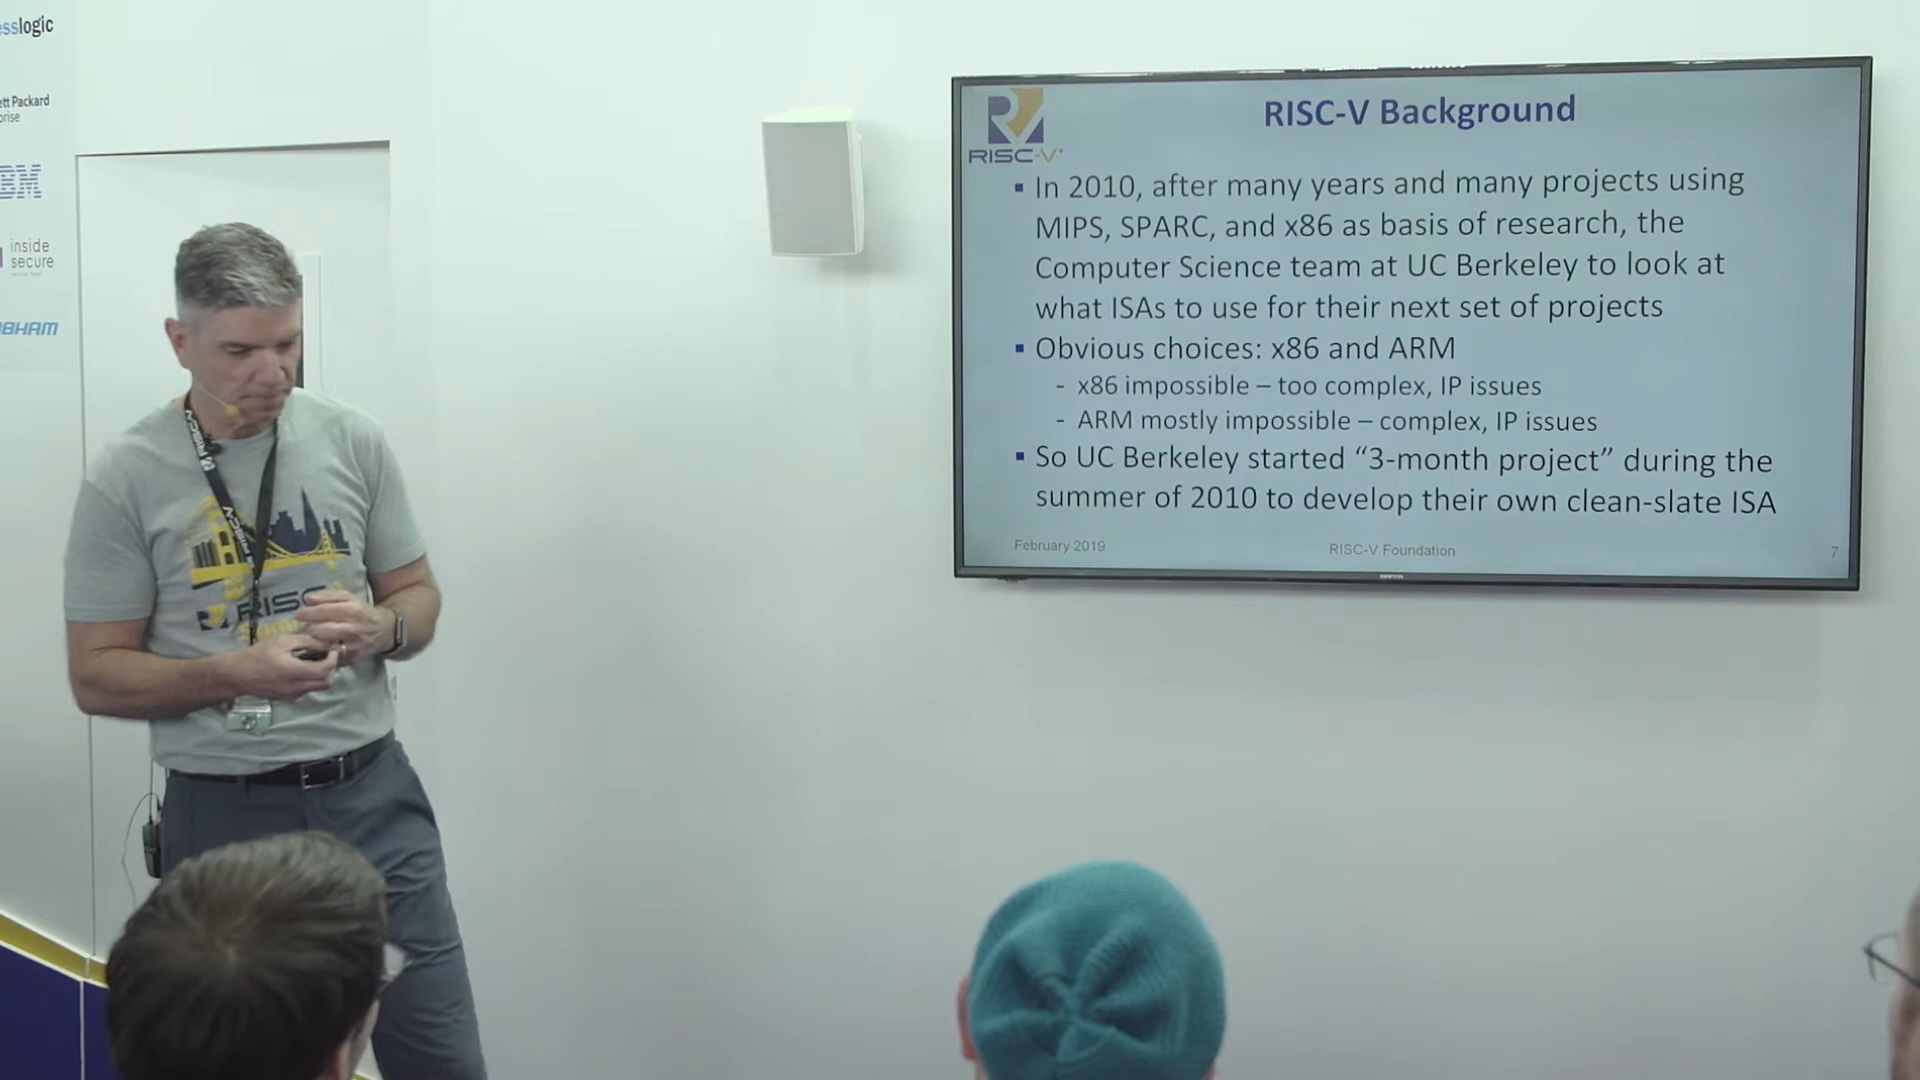 esslogic
ett Packard
prise
BM
inside
secure
BHAM
RISC
RISC-V
RISC-V Background
▪ In 2010, after many years and many projects using
MIPS, SPARC, and x86 as basis of research, the
Computer Science team at UC Berkeley to look at
what ISAs to use for their next set of projects
▪ Obvious choices: x86 and ARM
- x86 impossible – too complex, IP issues
- ARM mostly impossible – complex, IP issues
▪ So UC Berkeley started “3-month project” during the
summer of 2010 to develop their own clean-slate ISA
February 2019
RISC-V Foundation
7